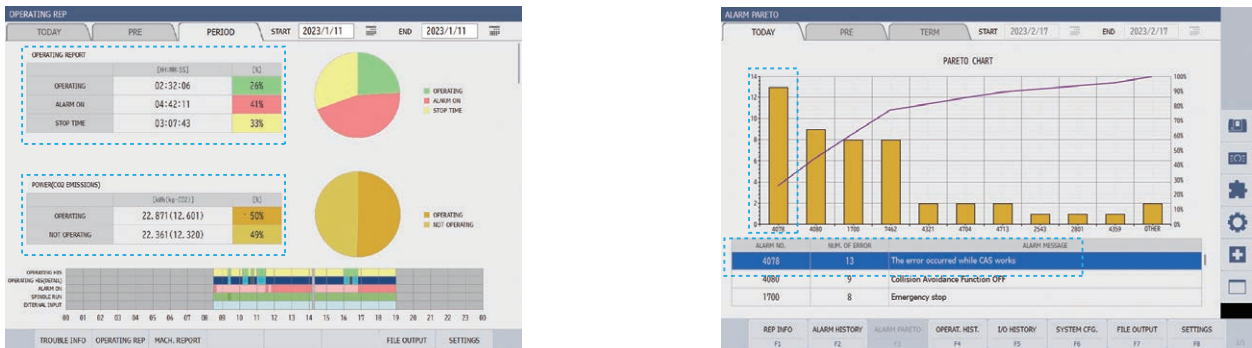 OPERATING REP
TODAY PRE PERIOD START 2023/1/11 END 2023/1/11
OPERATING REPORT
[HH:MM:SS] [%]
OPERATING 02:32:06 26%
ALARM ON 04:42:11 41%
STOP TIME 03:07:43 33%
OPERATING
ALARM ON
STOP TIME
POWER(CO2 EMISSIONS)
[kWh(kg-CO2)] [%]
OPERATING 22.871(12.601) 50%
NOT OPERATNG 22.361(12.320) 49%
OPERATING
NOT OPERATNG
OPERATING HIS
OPERATING HIS(DETAIL)
ALARM ON
SPINDLE RUN
EXTERNAL INPUT
00 01 02 03 04 05 06 07 08 09 10 11 12 13 14 15 16 17 18 19 20 21 22 23 00
TROUBLE INFO OPERATING REP MACH. REPORT FILE OUTPUT SETTINGS
ALARM PARETO
TODAY PRE TERM START 2023/2/17 END 2023/2/17
PARETO CHART
14 100%
12 90%
80%
10 70%
8 60%
6 50%
40%
4 30%
2 20%
10%
0 0%
4078 4080 1700 7462 4321 4704 4713 2543 2801 4359 OTHER
ALARM NO. NUM. OF ERROR ALARM MESSAGE
4078 13 The error occurred while CAS works
4080 9 Collision Avoidance Function OFF
1700 8 Emergency stop
REP INFO ALARM HISTORY ALARM PARETO OPERAT. HIST. I/O HISTORY SYSTEM CFG. FILE OUTPUT SETTINGS
F1 F2 F3 F4 F5 F6 F7 F8